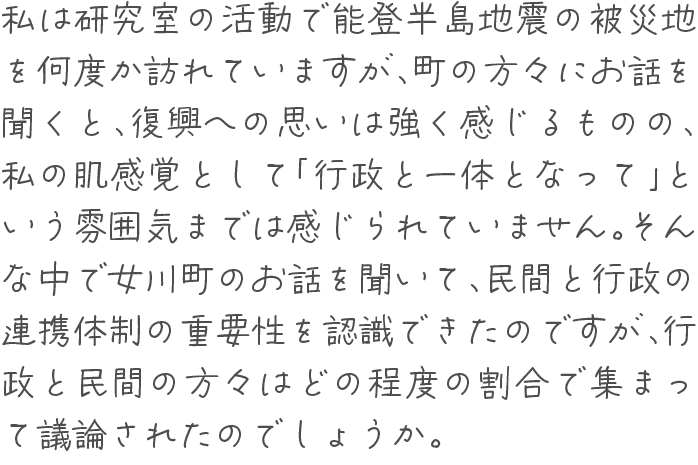 私は研究室の活動で能登半島地震の被災地
を何度か訪れていますが、町の方々にお話を
聞くと、復興への思いは強く感じるものの、
私の肌感覚として「行政と一体となって」と
いう雰囲気までは感じられていません。そん
な中で女川町のお話を聞いて、民間と行政の
連携体制の重要性を認識できたのですが、行
政と民間の方々はどの程度の割合で集まっ
て議論されたのでしょうか。